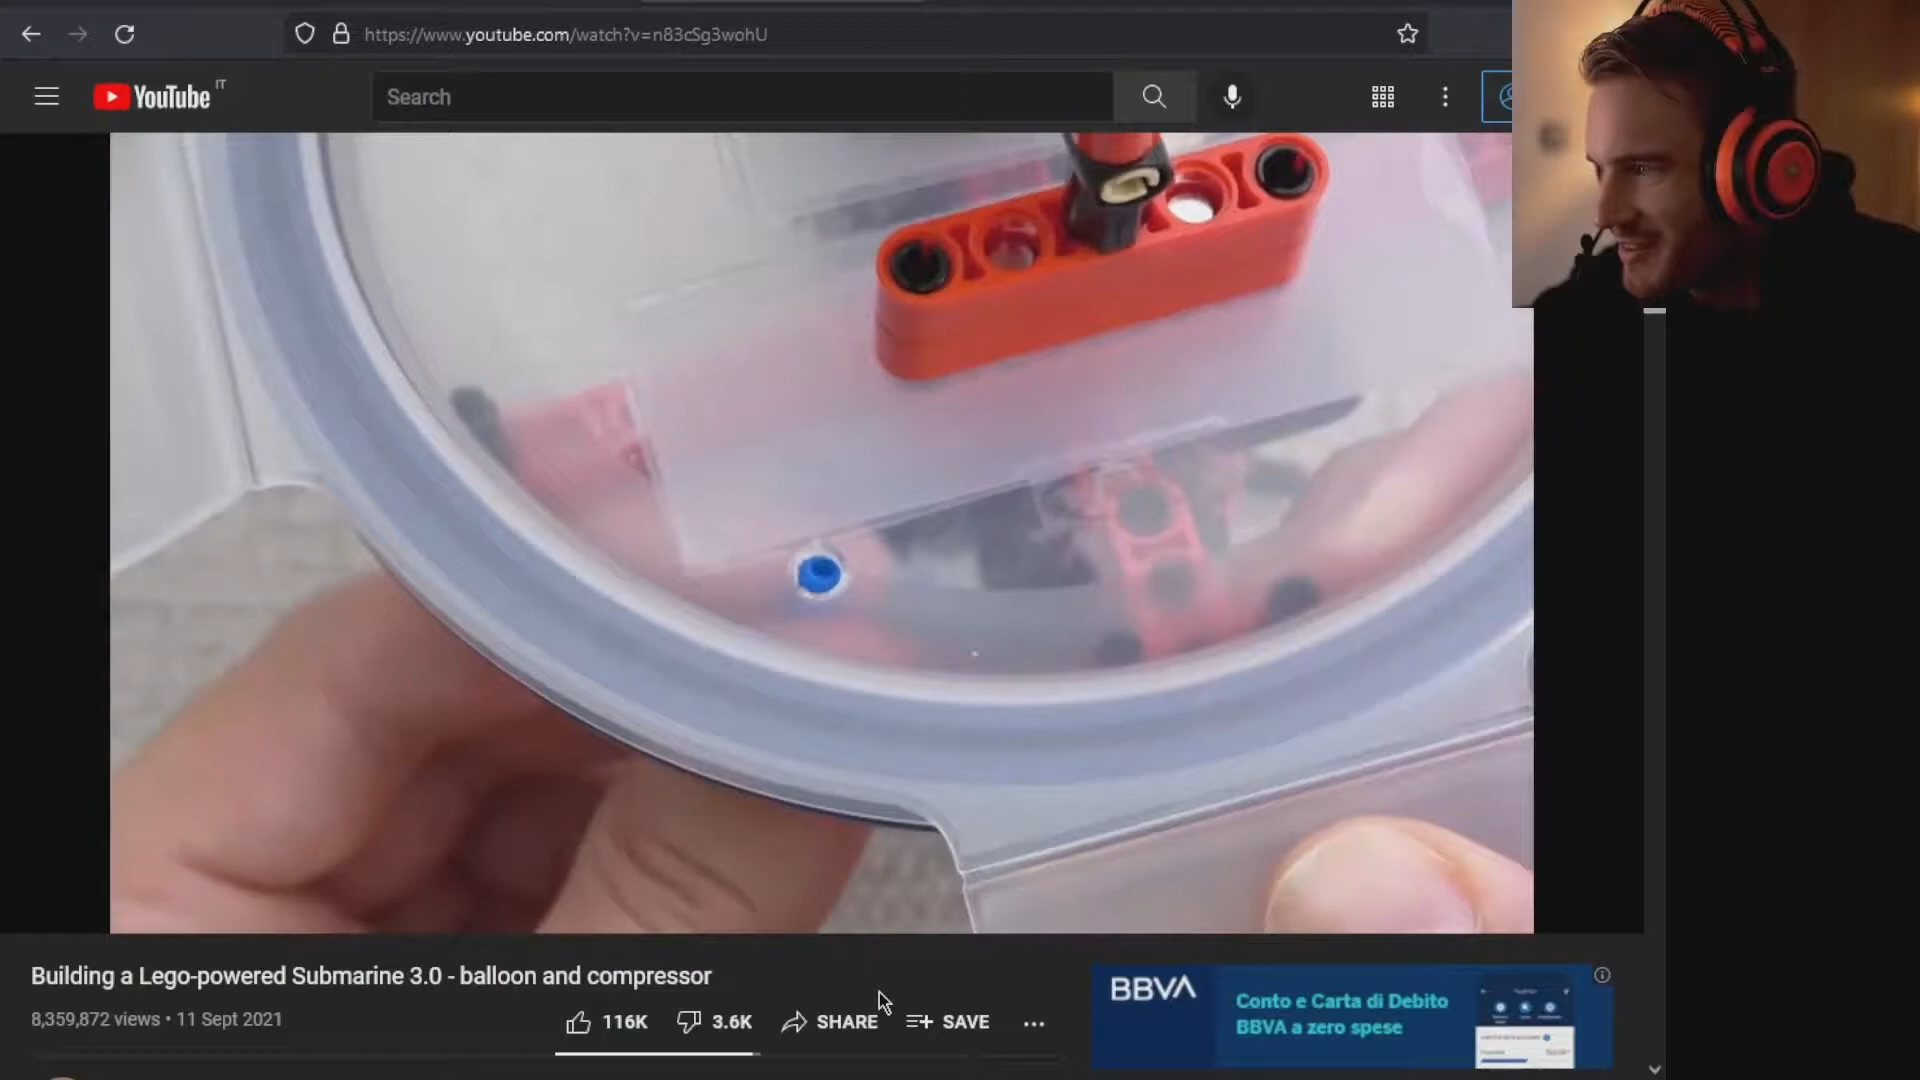 https://www.youtube.com/watch?v=n83cSg3wohU
YouTube IT
Search
Building a Lego-powered Submarine 3.0 - balloon and compressor
8,359,872 views • 11 Sept 2021
116K
3.6K
SHARE
SAVE
BBVA
Conto e Carta di Debito
BBVA a zero spese